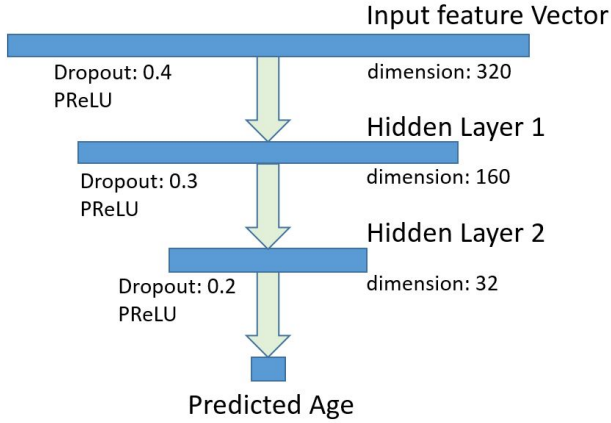 Input feature Vector
Dropout: 0.4
PReLU
dimension: 320
Hidden Layer 1
Dropout: 0.3
PReLU
dimension: 160
Hidden Layer 2
Dropout: 0.2
PReLU
dimension: 32
Predicted Age